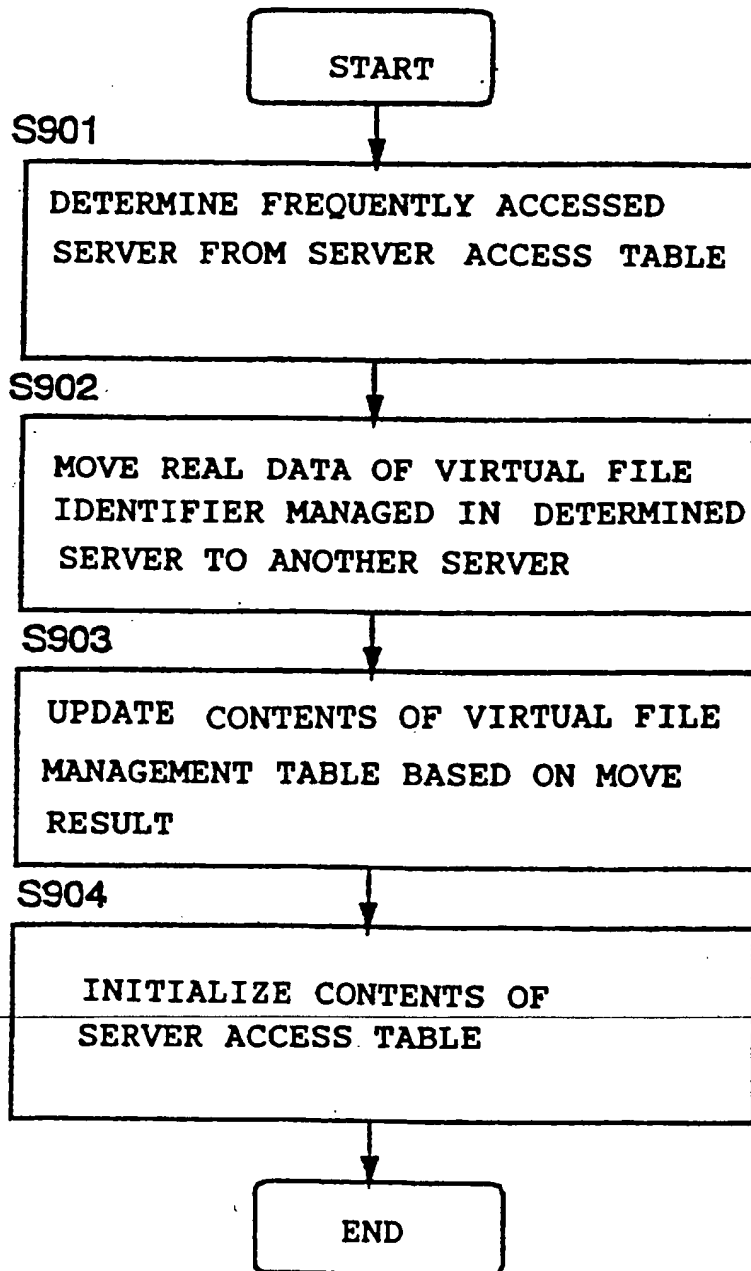 START
S901
DETERMINE FREQUENTLY ACCESSED
SERVER FROM SERVER ACCESS TABLE
S902
MOVE REAL DATA OF VIRTUAL FILE
IDENTIFIER MANAGED IN DETERMINED
SERVER TO ANOTHER SERVER
S903
UPDATE CONTENTS OF VIRTUAL FILE
MANAGEMENT TABLE BASED ON MOVE
RESULT
S904
INITIALIZE CONTENTS OF
SERVER ACCESS TABLE
END